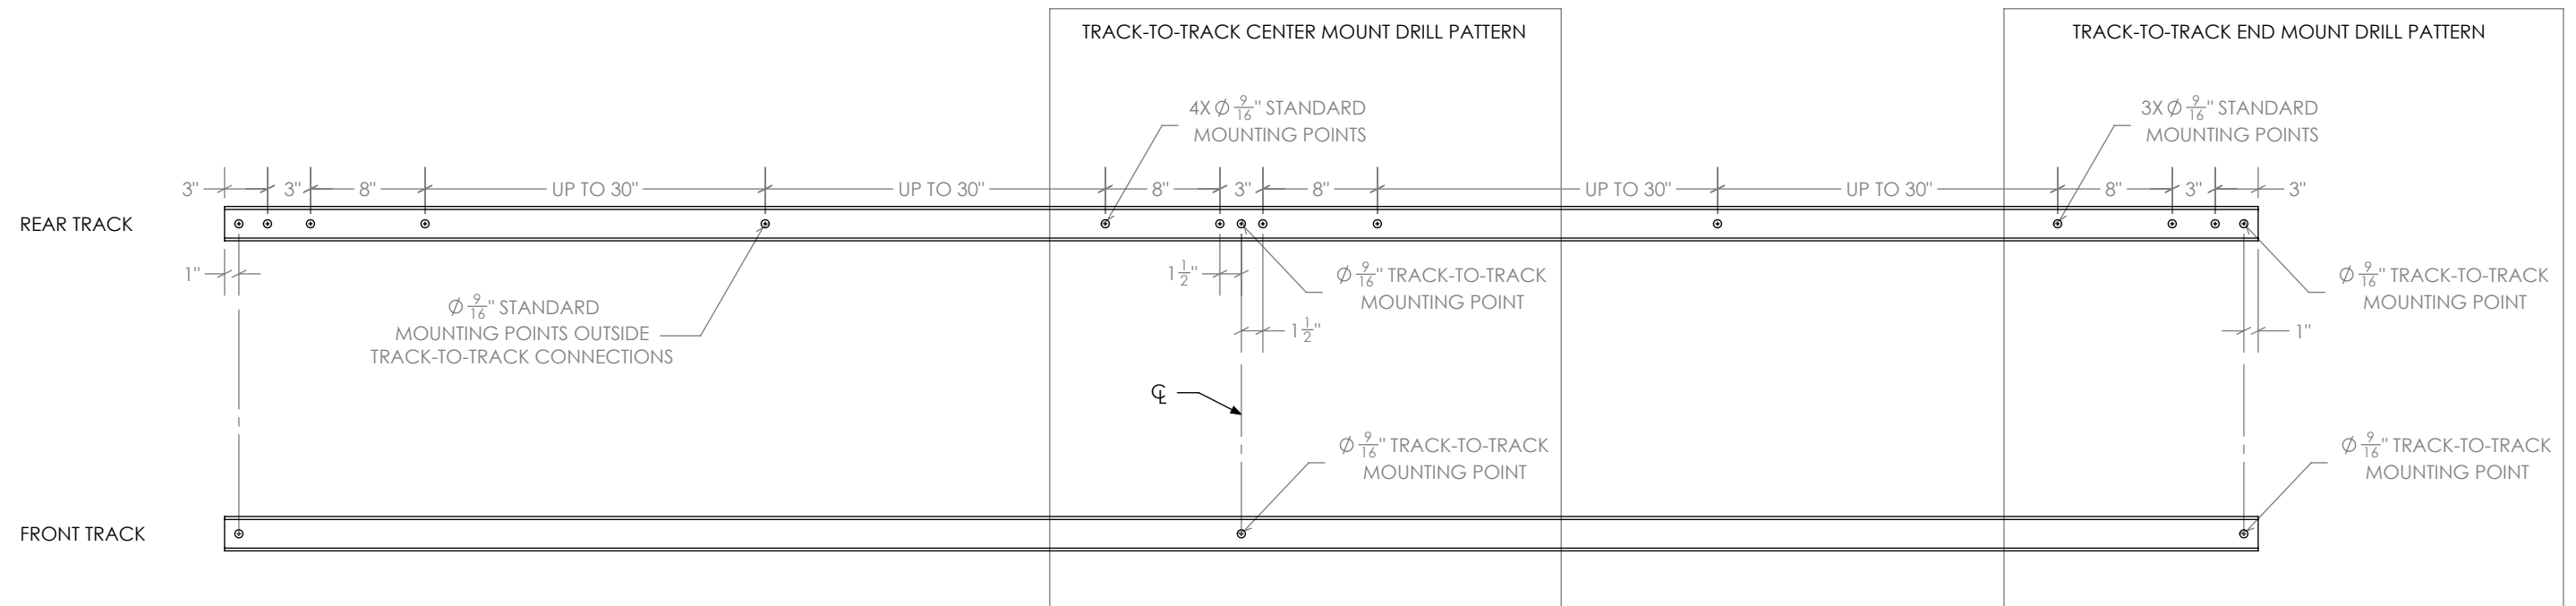 TRACK-TO-TRACK CENTER MOUNT DRILL PATTERN
TRACK-TO-TRACK END MOUNT DRILL PATTERN
4X Ø 9/16" STANDARD
MOUNTING POINTS
3X Ø 9/16" STANDARD
MOUNTING POINTS
3" 3" 8" UP TO 30" UP TO 30" 8" 3" 8" UP TO 30" UP TO 30" 8" 3" 3"
REAR TRACK
1"
1 1/2"
Ø 9/16" TRACK-TO-TRACK
MOUNTING POINT
Ø 9/16" TRACK-TO-TRACK
MOUNTING POINT
Ø 9/16" STANDARD
MOUNTING POINTS OUTSIDE
TRACK-TO-TRACK CONNECTIONS
1 1/2"
1"
℄
Ø 9/16" TRACK-TO-TRACK
MOUNTING POINT
Ø 9/16" TRACK-TO-TRACK
MOUNTING POINT
FRONT TRACK